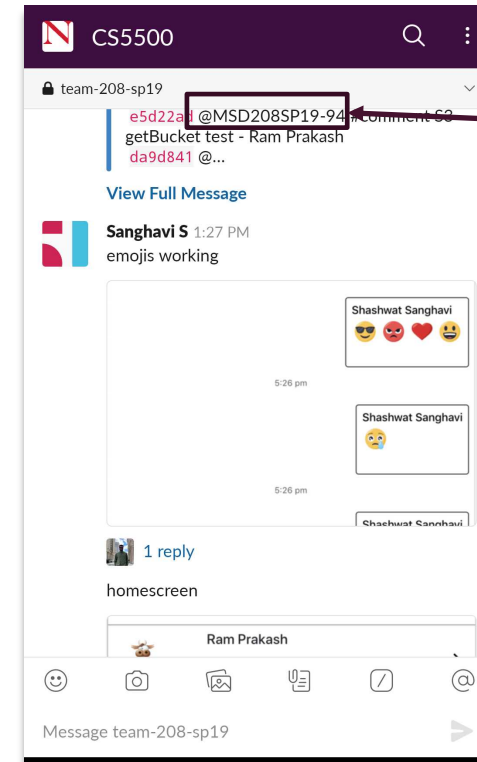 N CS5500
team-208-sp19
e5d22ad @MSD208SP19-94 #comment S3
getBucket test - Ram Prakash
da9d841 @...
View Full Message
Sanghavi S 1:27 PM
emojis working
Shashwat Sanghavi
5:26 pm
Shashwat Sanghavi
5:26 pm
Shashwat Sanghavi
1 reply
homescreen
Ram Prakash
Message team-208-sp19